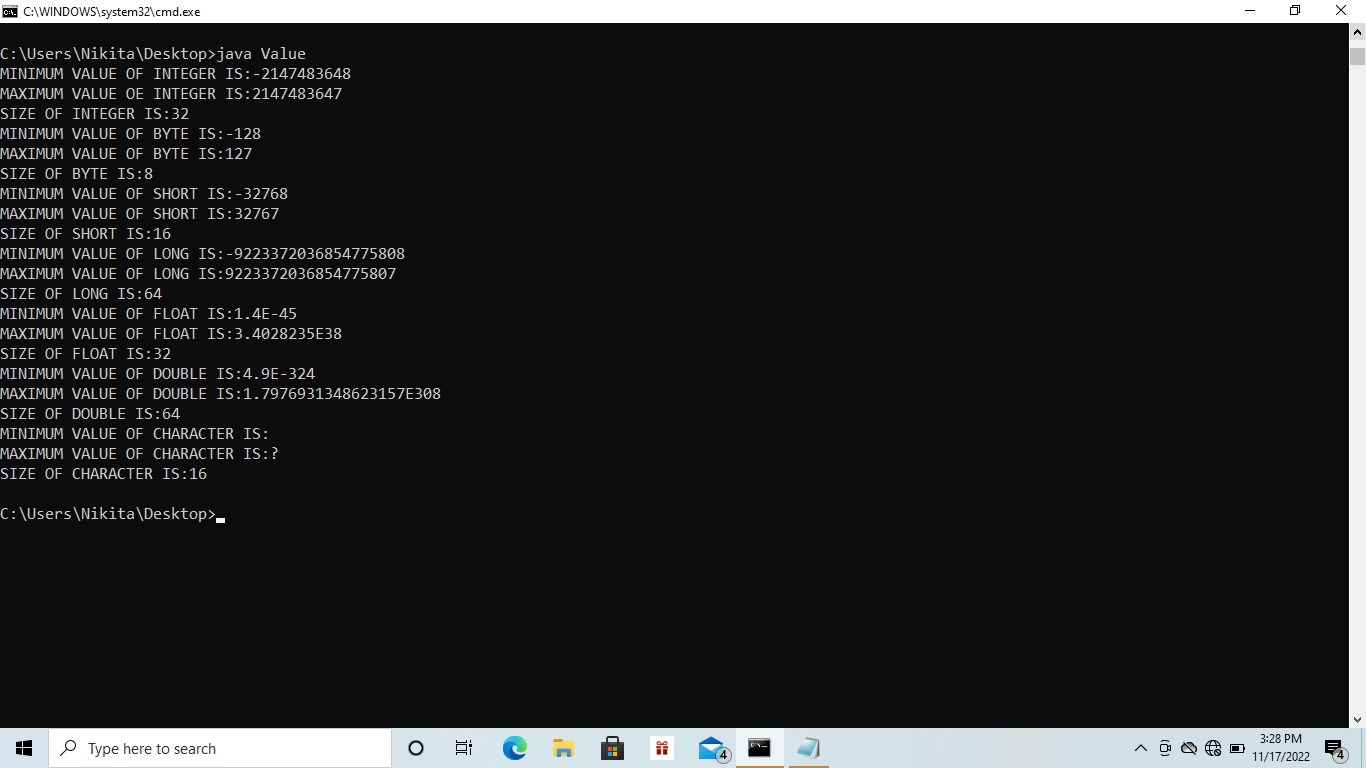 C:\WINDOWS\system32\cmd.exe
C:\Users\Nikita\Desktop>java Value
MINIMUM VALUE OF INTEGER IS:-2147483648
MAXIMUM VALUE OE INTEGER IS:2147483647
SIZE OF INTEGER IS:32
MINIMUM VALUE OF BYTE IS:-128
MAXIMUM VALUE OF BYTE IS:127
SIZE OF BYTE IS:8
MINIMUM VALUE OF SHORT IS:-32768
MAXIMUM VALUE OF SHORT IS:32767
SIZE OF SHORT IS:16
MINIMUM VALUE OF LONG IS:-9223372036854775808
MAXIMUM VALUE OF LONG IS:9223372036854775807
SIZE OF LONG IS:64
MINIMUM VALUE OF FLOAT IS:1.4E-45
MAXIMUM VALUE OF FLOAT IS:3.4028235E38
SIZE OF FLOAT IS:32
MINIMUM VALUE OF DOUBLE IS:4.9E-324
MAXIMUM VALUE OF DOUBLE IS:1.7976931348623157E308
SIZE OF DOUBLE IS:64
MINIMUM VALUE OF CHARACTER IS:
MAXIMUM VALUE OF CHARACTER IS:?
SIZE OF CHARACTER IS:16
C:\Users\Nikita\Desktop>
Type here to search
4
3:28 PM
11/17/2022
4